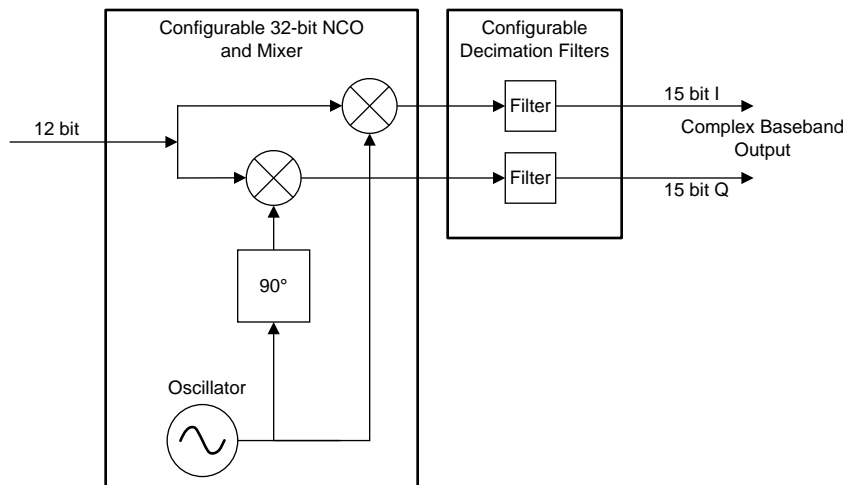 Configurable 32-bit NCO
and Mixer
Configurable
Decimation Filters
12 bit
Filter
15 bit I
Complex Baseband
Output
Filter
15 bit Q
90°
Oscillator